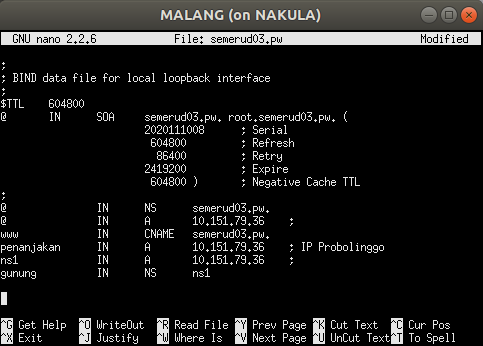 MALANG (on NAKULA)
GNU nano 2.2.6 File: semerud03.pw Modified
;
; BIND data file for local loopback interface
;
$TTL 604800
@ IN SOA semerud03.pw. root.semerud03.pw. (
2020111008 ; Serial
604800 ; Refresh
86400 ; Retry
2419200 ; Expire
604800 ) ; Negative Cache TTL
;
@ IN NS semerud03.pw.
@ IN A 10.151.79.36 ;
www IN CNAME semerud03.pw.
penanjakan IN A 10.151.79.36 ; IP Probolinggo
ns1 IN A 10.151.79.36 ;
gunung IN NS ns1
^G Get Help ^O WriteOut ^R Read File ^Y Prev Page ^K Cut Text ^C Cur Pos
^X Exit ^J Justify ^W Where Is ^V Next Page ^U UnCut Text ^T To Spell